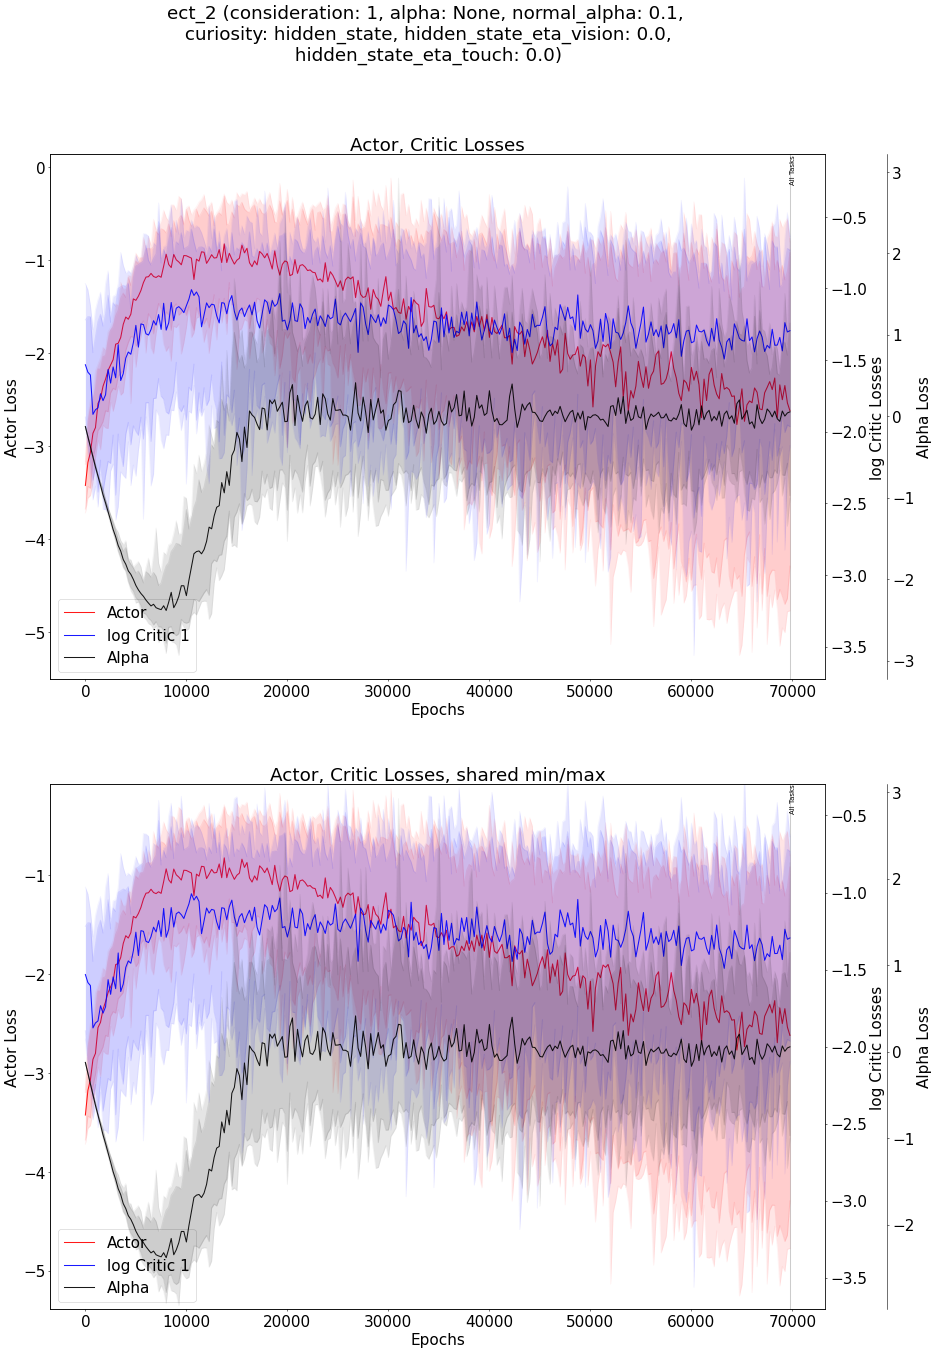 ect_2 (consideration: 1, alpha: None, normal_alpha: 0.1,
curiosity: hidden_state, hidden_state_eta_vision: 0.0,
hidden_state_eta_touch: 0.0)
Actor, Critic Losses
All Tasks
0
−1
−2
−3
−4
−5
Actor Loss
−0.5
−1.0
−1.5
−2.0
−2.5
−3.0
−3.5
log Critic Losses
3
2
1
0
−1
−2
−3
Alpha Loss
Actor
log Critic 1
Alpha
0 10000 20000 30000 40000 50000 60000 70000
Epochs
Actor, Critic Losses, shared min/max
All Tasks
−1
−2
−3
−4
−5
Actor Loss
−0.5
−1.0
−1.5
−2.0
−2.5
−3.0
−3.5
log Critic Losses
3
2
1
0
−1
−2
Alpha Loss
Actor
log Critic 1
Alpha
0 10000 20000 30000 40000 50000 60000 70000
Epochs